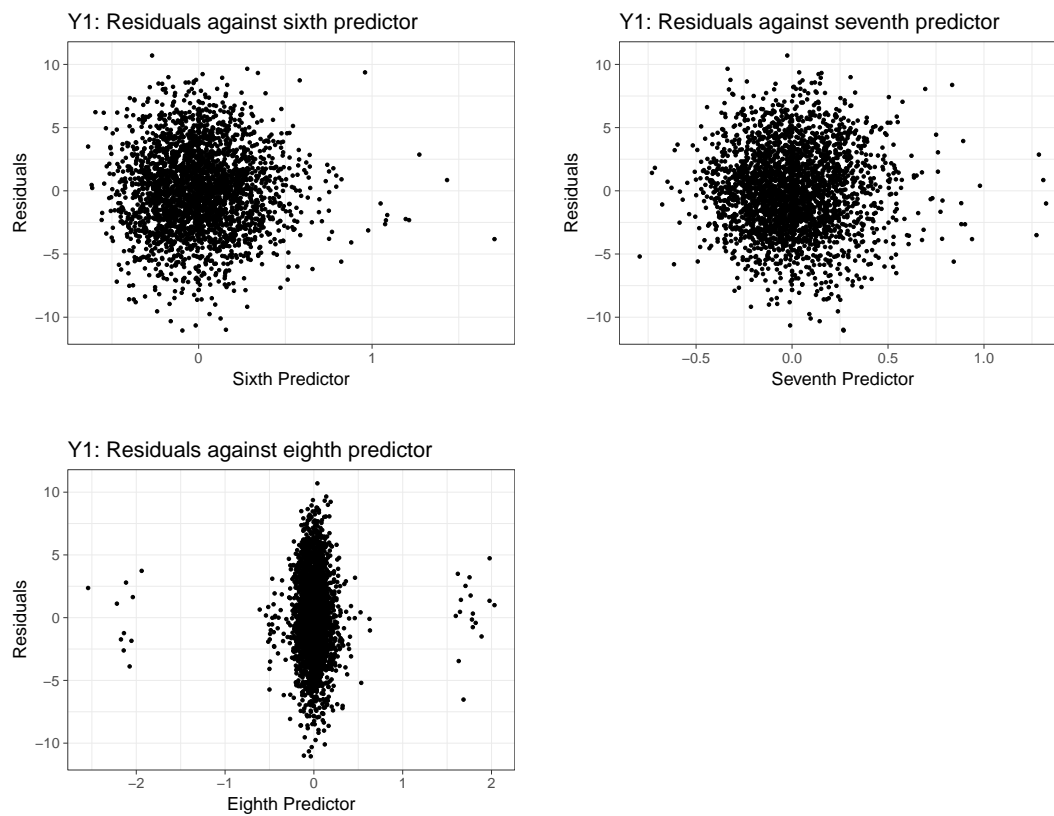 Y1: Residuals against sixth predictor
10
5
0
−5
−10
Residuals
0
1
Sixth Predictor
Y1: Residuals against seventh predictor
10
5
0
−5
−10
Residuals
−0.5
0.0
0.5
1.0
Seventh Predictor
Y1: Residuals against eighth predictor
10
5
0
−5
−10
Residuals
−2
−1
0
1
2
Eighth Predictor